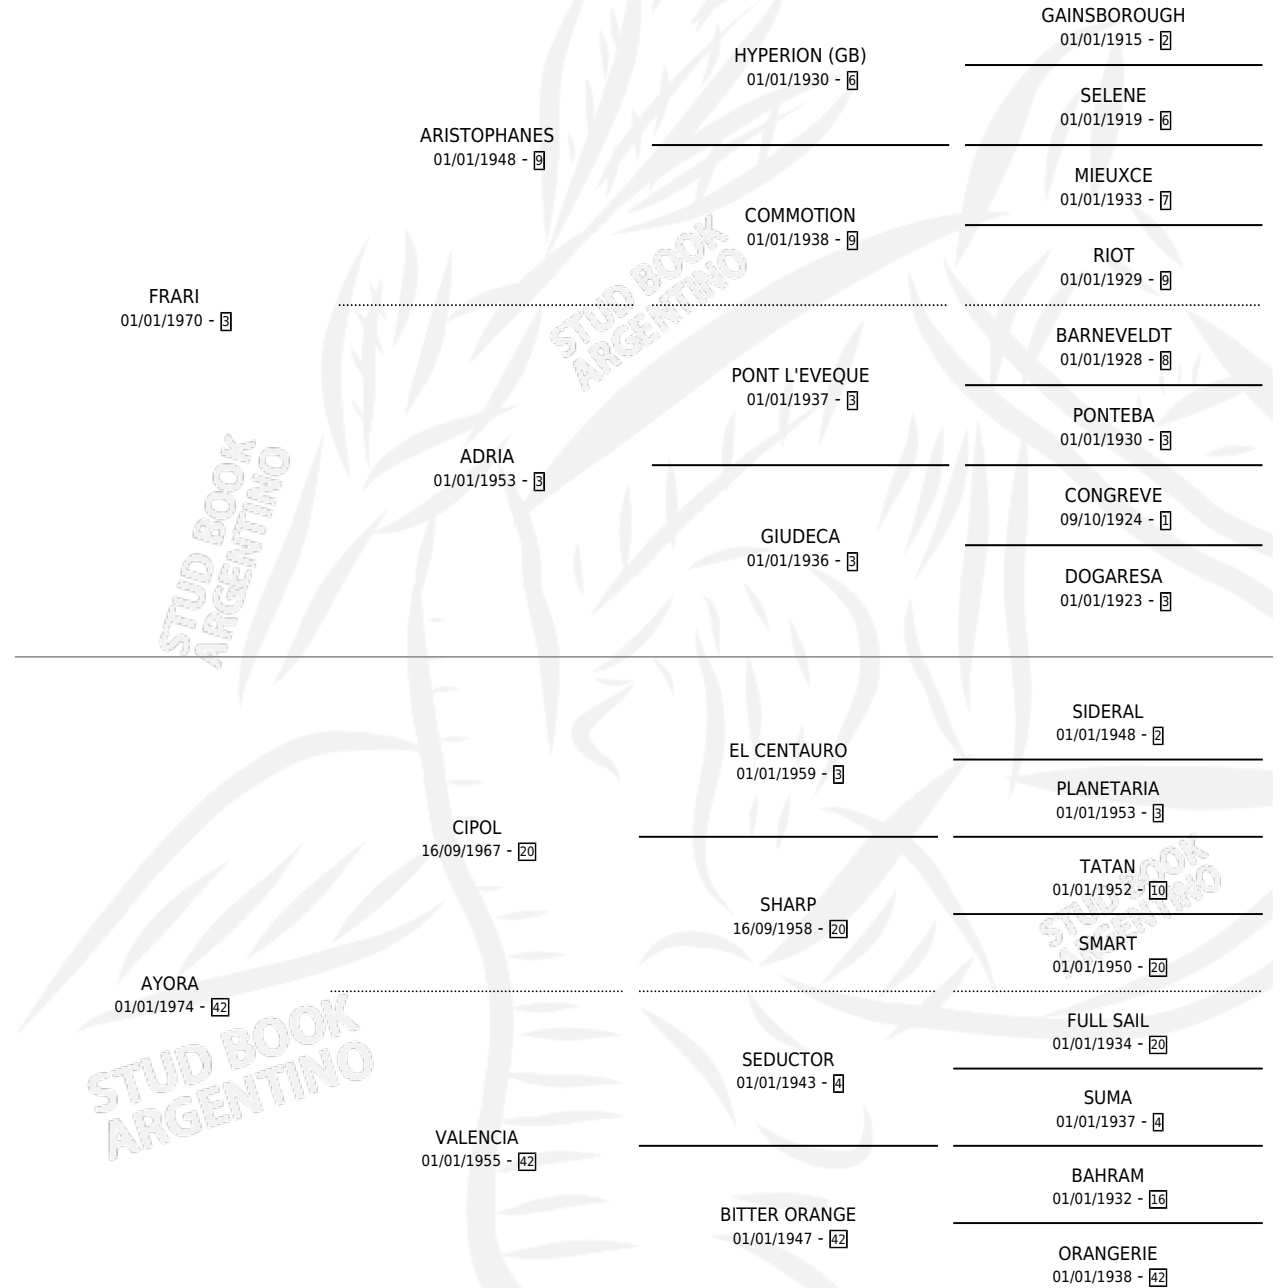 GAINSBOROUGH
01/01/1915 - 2
HYPERION (GB)
01/01/1930 - 6
SELENE
01/01/1919 - 6
ARISTOPHANES
01/01/1948 - 9
MIEUXCE
01/01/1933 - 7
COMMOTION
01/01/1938 - 9
RIOT
01/01/1929 - 9
FRARI
01/01/1970 - 3
BARNEVELDT
01/01/1928 - 8
PONT L'EVEQUE
01/01/1937 - 3
PONTEBA
01/01/1930 - 3
ADRIA
01/01/1953 - 3
CONGREVE
09/10/1924 - 1
GIUDECA
01/01/1936 - 3
DOGARESA
01/01/1923 - 3
STUD BOOK
ARGENTINO
STUD BOOK
ARGENTINO
SIDERAL
01/01/1948 - 2
EL CENTAURO
01/01/1959 - 3
PLANETARIA
01/01/1953 - 3
CIPOL
16/09/1967 - 20
TATAN
01/01/1952 - 10
SHARP
16/09/1958 - 20
SMART
01/01/1950 - 20
STUD BOOK
ARGENTINO
AYORA
01/01/1974 - 42
FULL SAIL
01/01/1934 - 20
SEDUCTOR
01/01/1943 - 4
SUMA
01/01/1937 - 4
VALENCIA
01/01/1955 - 42
BAHRAM
01/01/1932 - 16
BITTER ORANGE
01/01/1947 - 42
ORANGERIE
01/01/1938 - 42
STUD BOOK
ARGENTINO